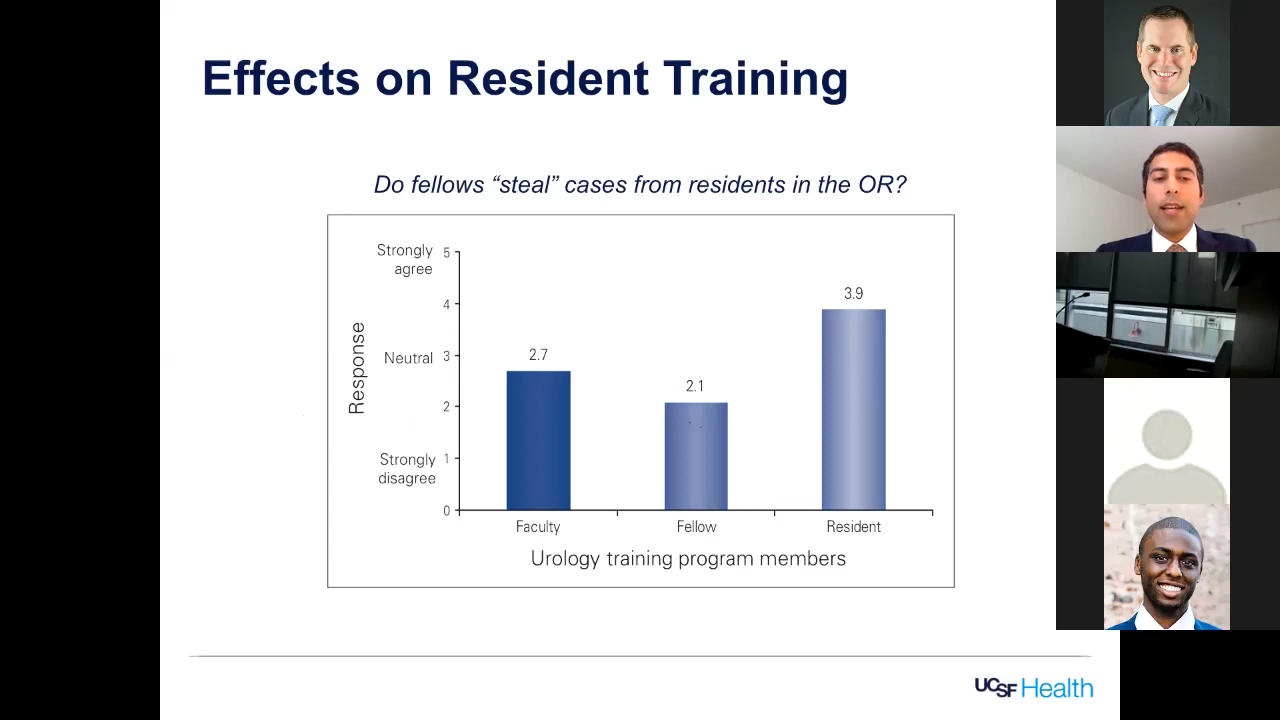 Effects on Resident Training
Do fellows “steal” cases from residents in the OR?
Strongly
agree
Neutral
Strongly
disagree
Response
5
4
3
2
1
0
2.7
2.1
3.9
Faculty
Fellow
Resident
Urology training program members
UCSF Health